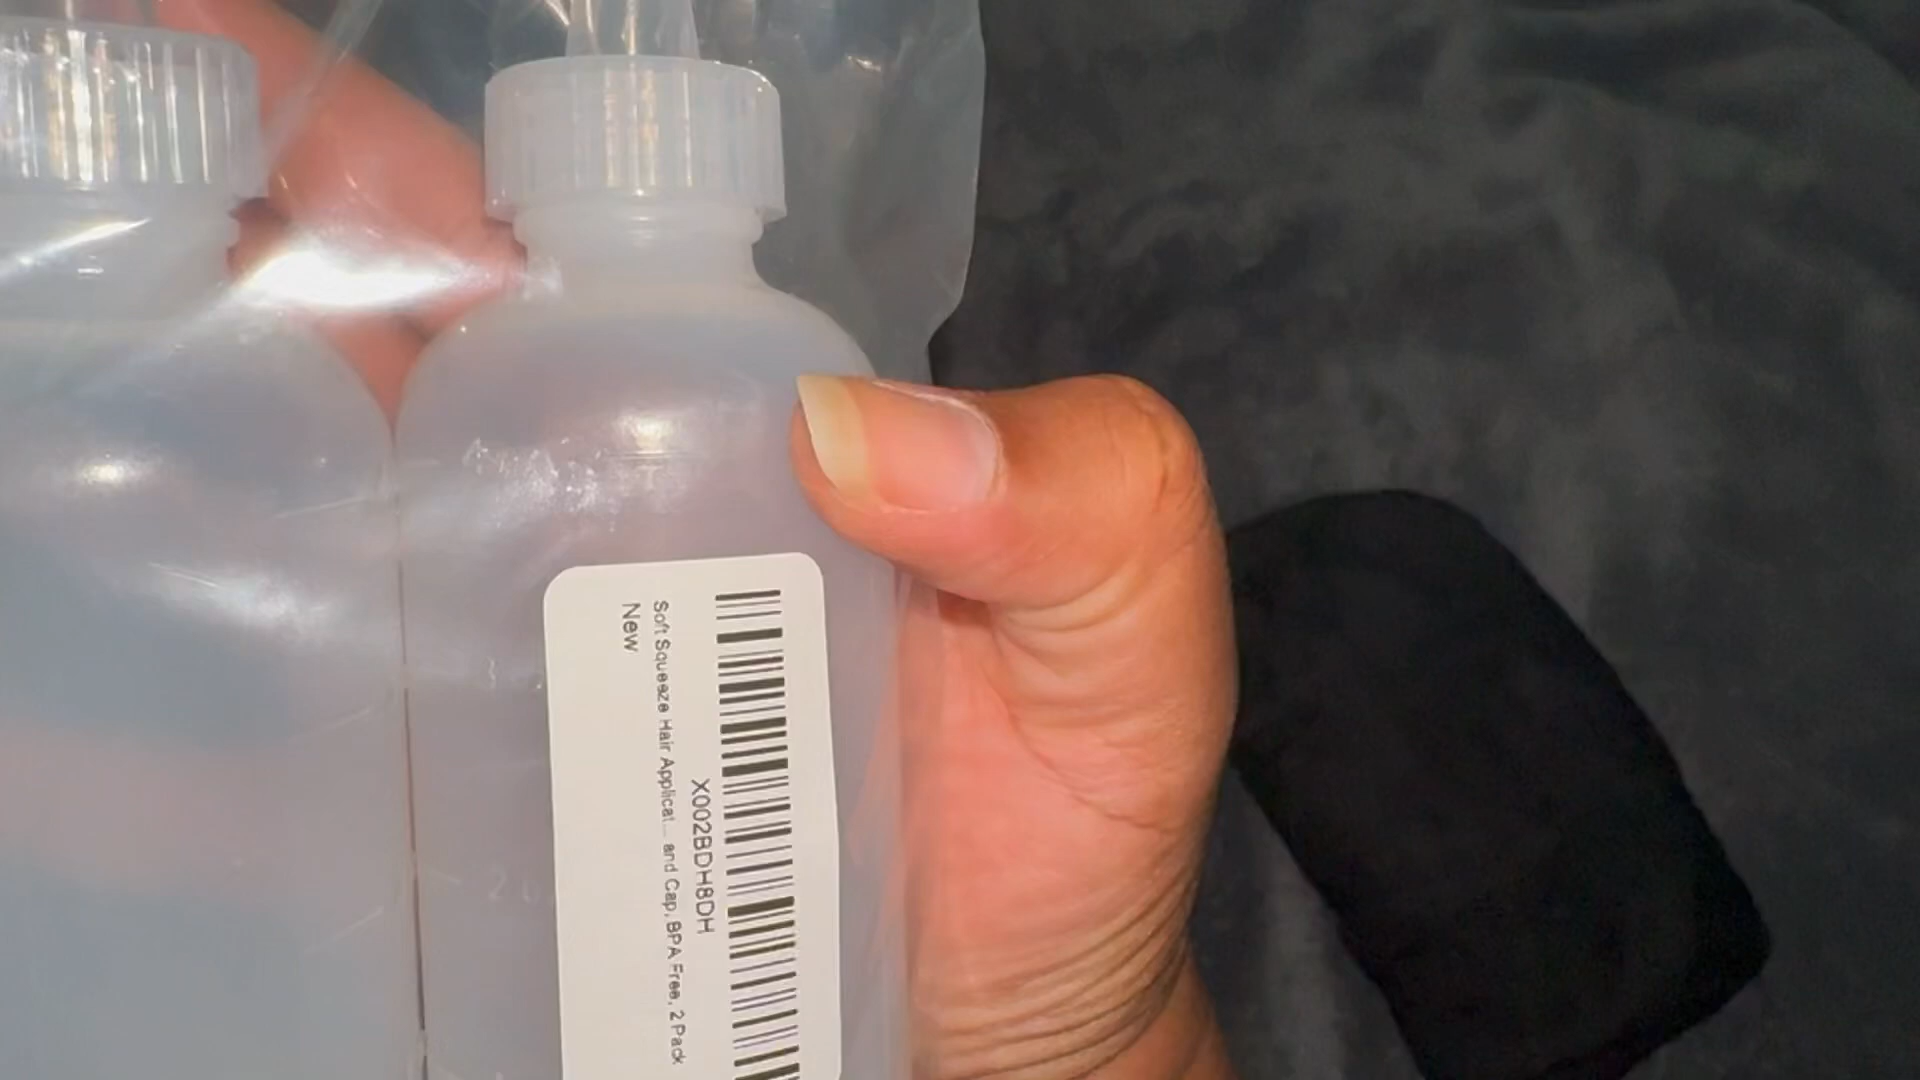 X002BDH8DH
Soft Squeeze Hair Applicat... and Cap, BPA Free, 2 Pack
New